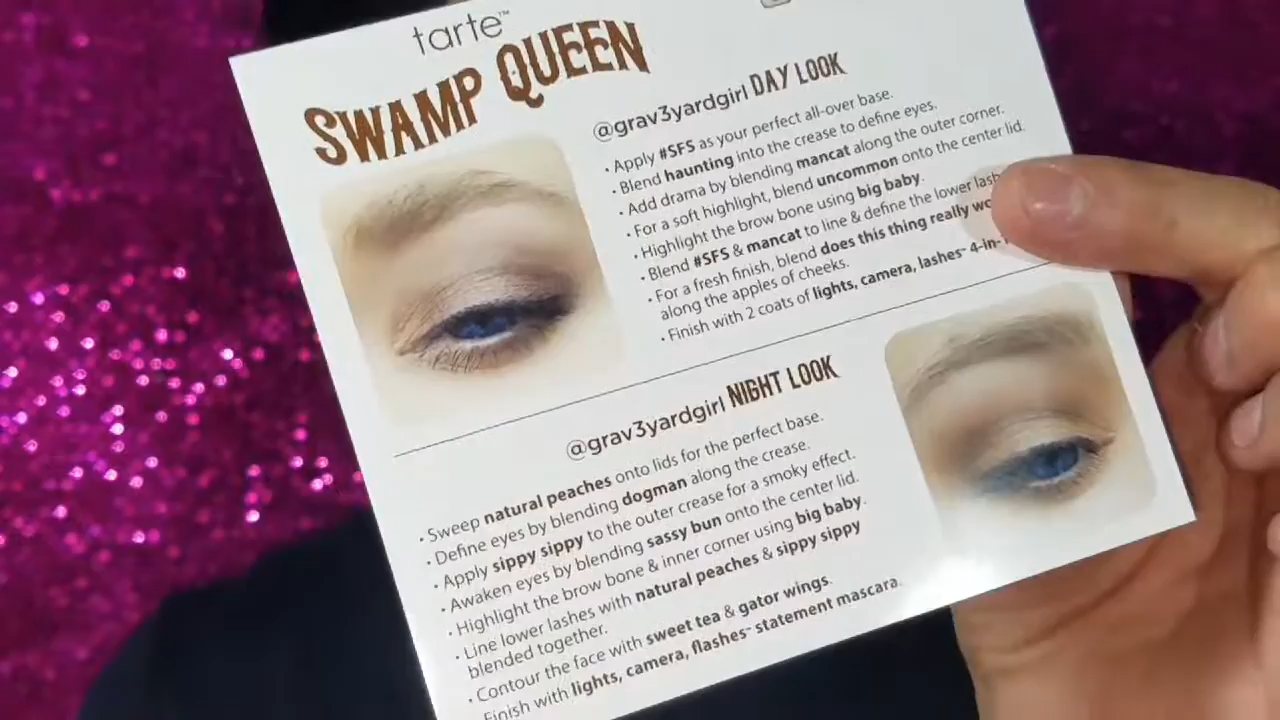 tarte™
SWAMP QUEEN
@grav3yardgirl DAY LOOK
• Apply #SFS as your perfect all-over base.
• Blend haunting into the crease to define eyes.
• Add drama by blending mancat along the outer corner.
• For a soft highlight, blend uncommon onto the center lid.
• Highlight the brow bone using big baby.
• Blend #SFS & mancat to line & define the lower lash
• For a fresh finish, blend does this thing really
along the apples of cheeks.
• Finish with 2 coats of lights, camera, lashes™ 4-in-
@grav3yardgirl NIGHT LOOK
• Sweep natural peaches onto lids for the perfect base.
• Define eyes by blending dogman along the crease.
• Apply sippy sippy to the outer crease for a smoky effect.
• Awaken eyes by blending sassy bun onto the center lid.
• Highlight the brow bone & inner corner using big baby.
• Line lower lashes with natural peaches & sippy sippy
blended together.
• Contour the face with sweet tea & gator wings.
Finish with lights, camera, flashes™ statement mascara.